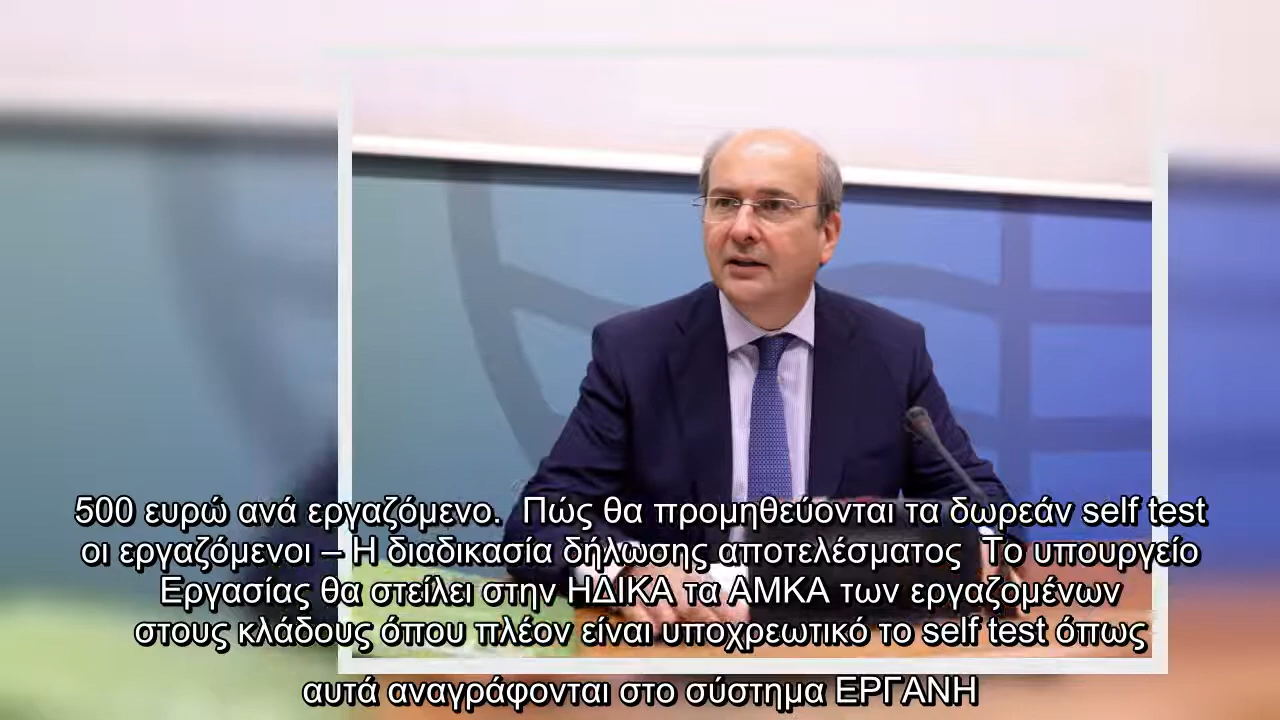 500 ευρώ ανά εργαζόμενο.  Πώς θα προμηθεύονται τα δωρεάν self test
οι εργαζόμενοι – Η διαδικασία δήλωσης αποτελέσματος  Το υπουργείο
Εργασίας θα στείλει στην ΗΔΙΚΑ τα ΑΜΚΑ των εργαζομένων
στους κλάδους όπου πλέον είναι υποχρεωτικό το self test όπως
αυτά αναγράφονται στο σύστημα ΕΡΓΑΝΗ